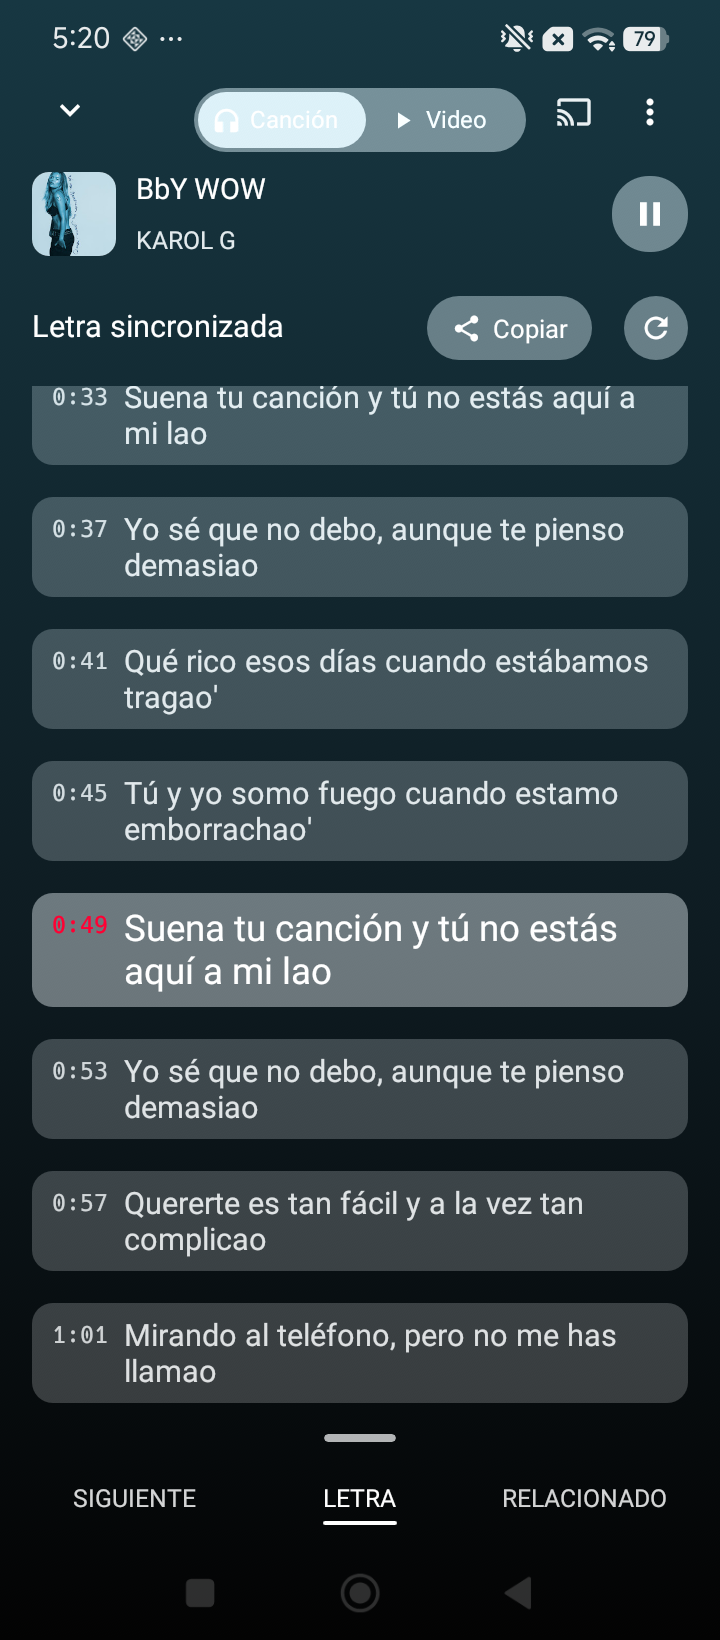 5:20
79
Canción
Video
BbY WOW
KAROL G
Letra sincronizada
Copiar
0:33 Suena tu canción y tú no estás aquí a
mi lao
0:37 Yo sé que no debo, aunque te pienso
demasiao
0:41 Qué rico esos días cuando estábamos
tragao'
0:45 Tú y yo somo fuego cuando estamo
emborrachao'
0:49 Suena tu canción y tú no estás
aquí a mi lao
0:53 Yo sé que no debo, aunque te pienso
demasiao
0:57 Quererte es tan fácil y a la vez tan
complicao
1:01 Mirando al teléfono, pero no me has
llamao
SIGUIENTE
LETRA
RELACIONADO